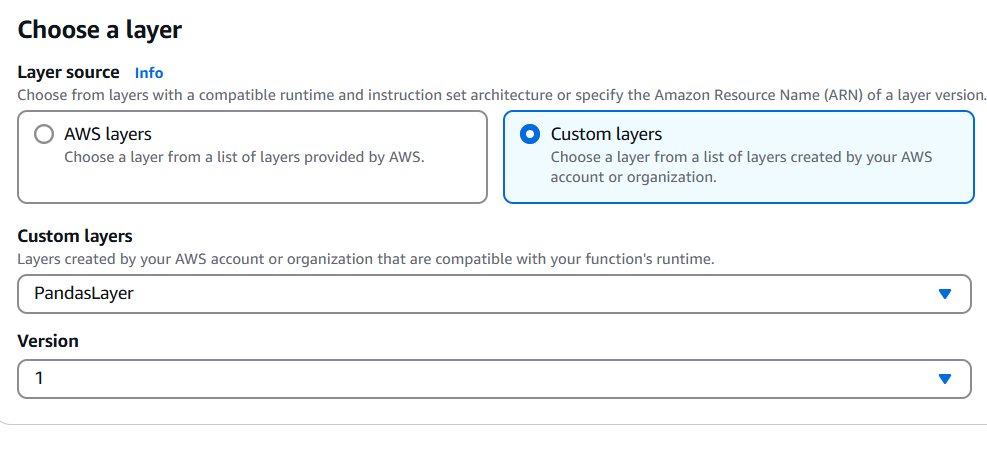 Choose a layer
Layer source Info
Choose from layers with a compatible runtime and instruction set architecture or specify the Amazon Resource Name (ARN) of a layer version.
AWS layers
Choose a layer from a list of layers provided by AWS.
Custom layers
Choose a layer from a list of layers created by your AWS
account or organization.
Custom layers
Layers created by your AWS account or organization that are compatible with your function's runtime.
PandasLayer
Version
1